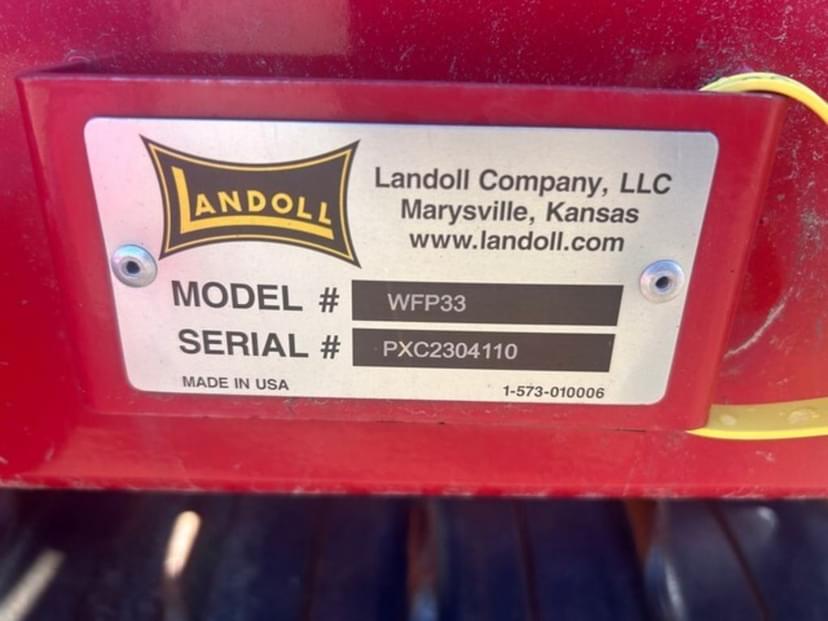 LANDOLL
Landoll Company, LLC
Marysville, Kansas
www.landoll.com
MODEL # WFP33
SERIAL # PXC2304110
MADE IN USA
1-573-010006